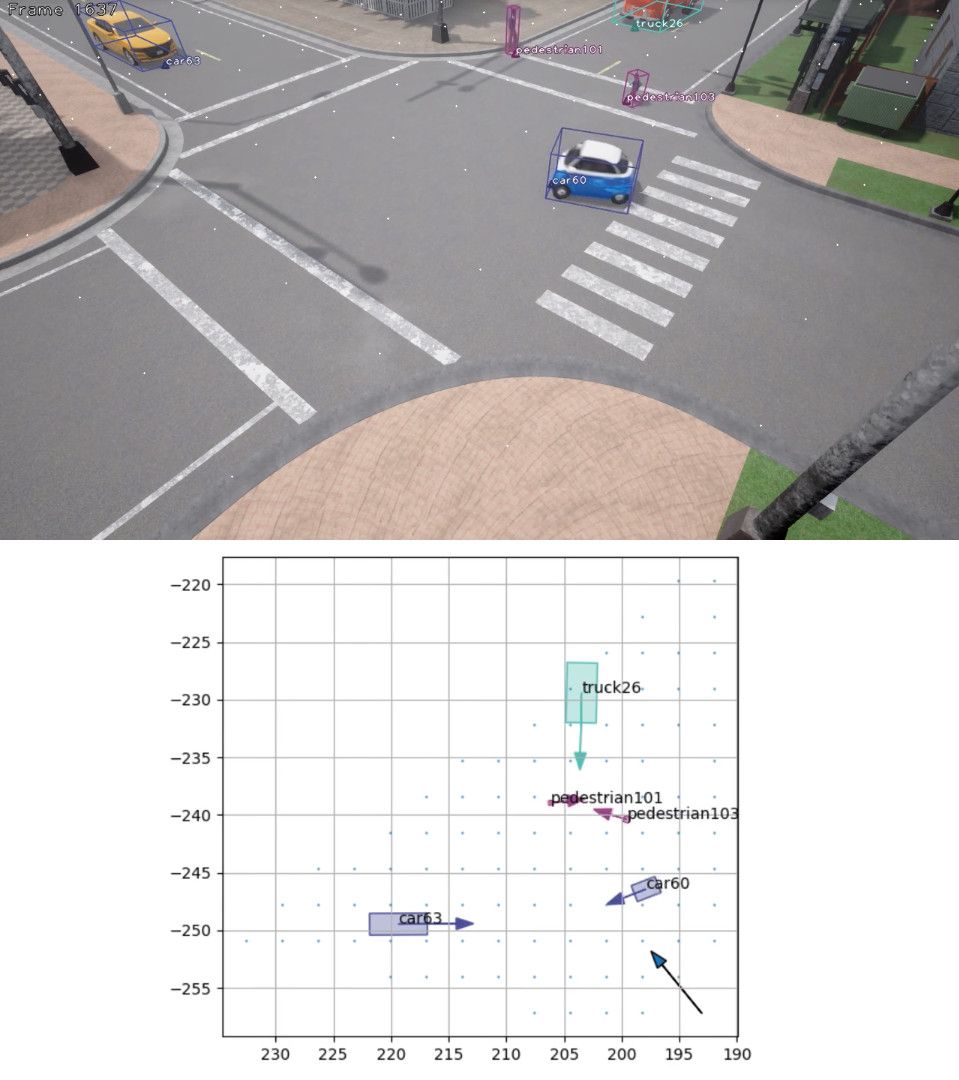 Frame 1637
truck26
pedestrian101
car63
pedestrian103
car60
−220
−225
truck26
−230
−235
pedestrian101
pedestrian103
−240
−245
car60
car63
−250
−255
230 225 220 215 210 205 200 195 190